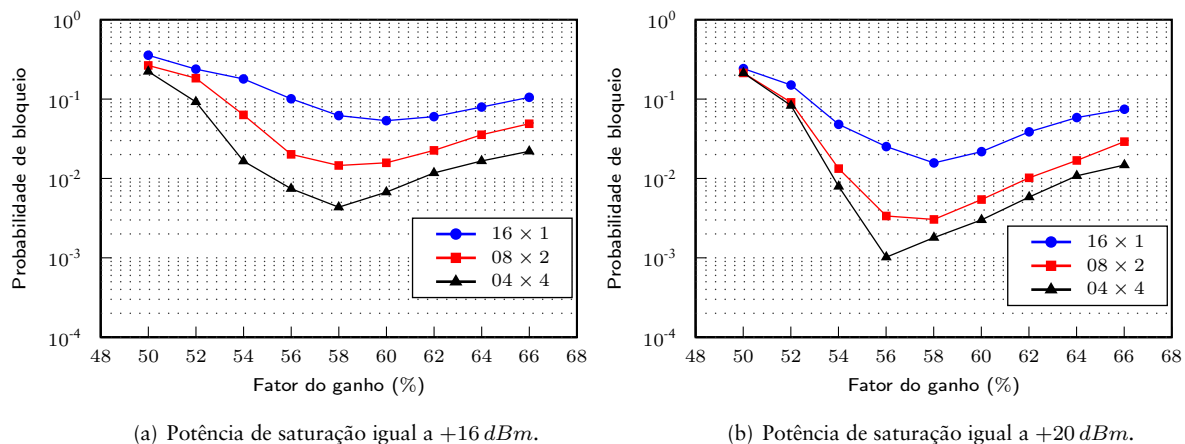 Probabilidade de bloqueio
10^0
10^-1
10^-2
10^-3
10^-4
16 × 1
08 × 2
04 × 4
48 50 52 54 56 58 60 62 64 66 68
Fator do ganho (%)
(a) Potência de saturação igual a +16 dBm.
Probabilidade de bloqueio
10^0
10^-1
10^-2
10^-3
10^-4
16 × 1
08 × 2
04 × 4
48 50 52 54 56 58 60 62 64 66 68
Fator do ganho (%)
(b) Potência de saturação igual a +20 dBm.